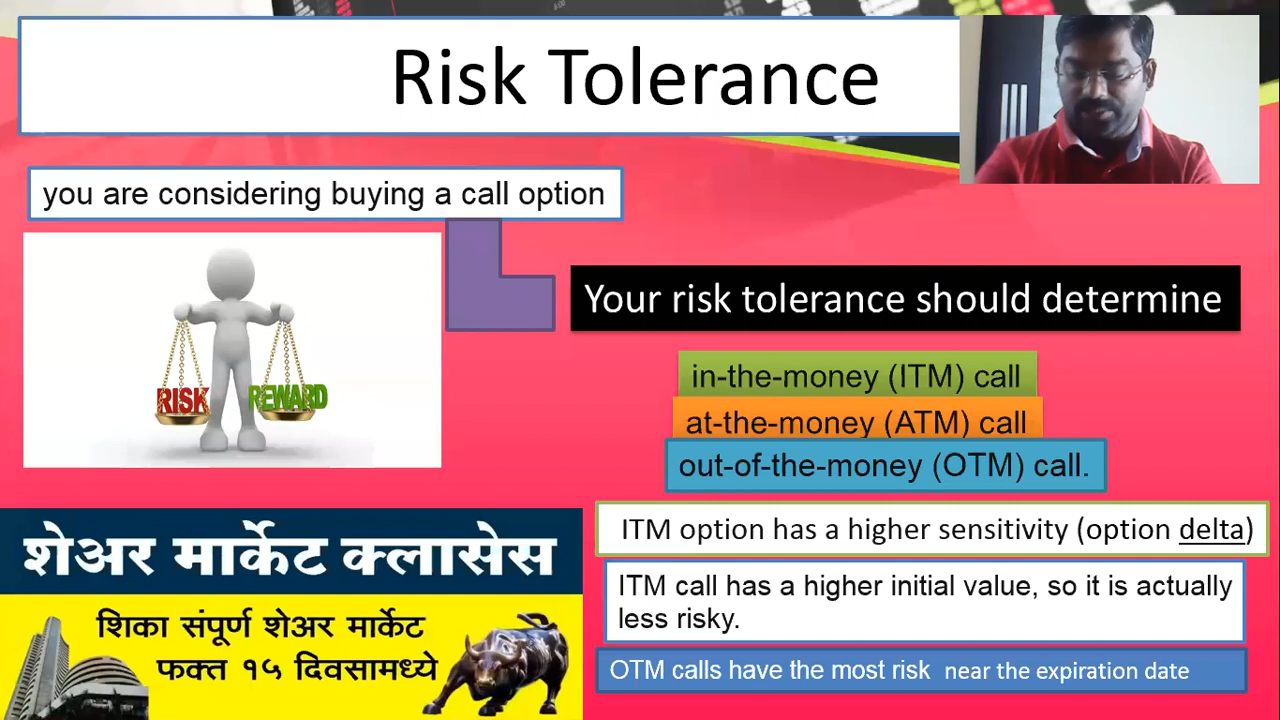 Risk Tolerance
you are considering buying a call option
RISK REWARD
Your risk tolerance should determine
in-the-money (ITM) call
at-the-money (ATM) call
out-of-the-money (OTM) call.
ITM option has a higher sensitivity (option delta)
ITM call has a higher initial value, so it is actually
less risky.
OTM calls have the most risk near the expiration date
शेअर मार्केट क्लासेस
शिका संपूर्ण शेअर मार्केट
फक्त १५ दिवसामध्ये